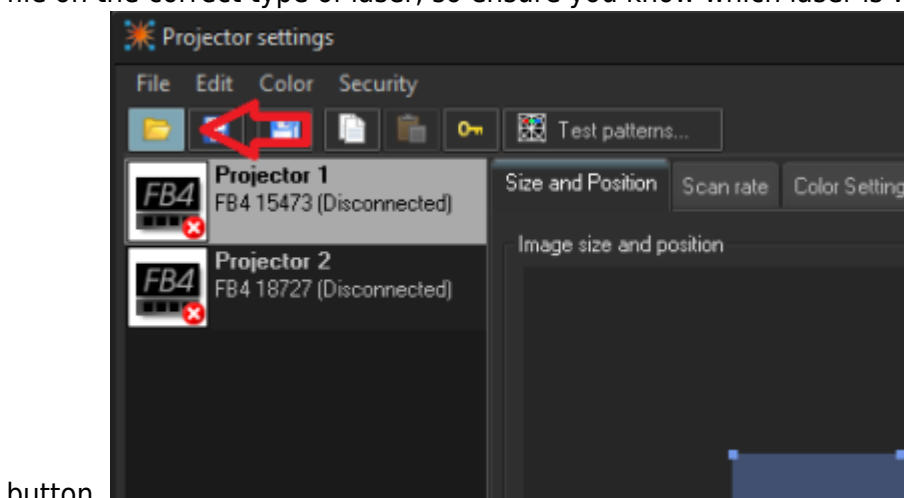 file on the correct type of laser, so ensure you know which laser is
Projector settings
File Edit Color Security
Test patterns...
Projector 1
FB4
FB4 15473 (Disconnected)
Projector 2
FB4
FB4 18727 (Disconnected)
Size and Position Scan rate Color Setting
Image size and position
button